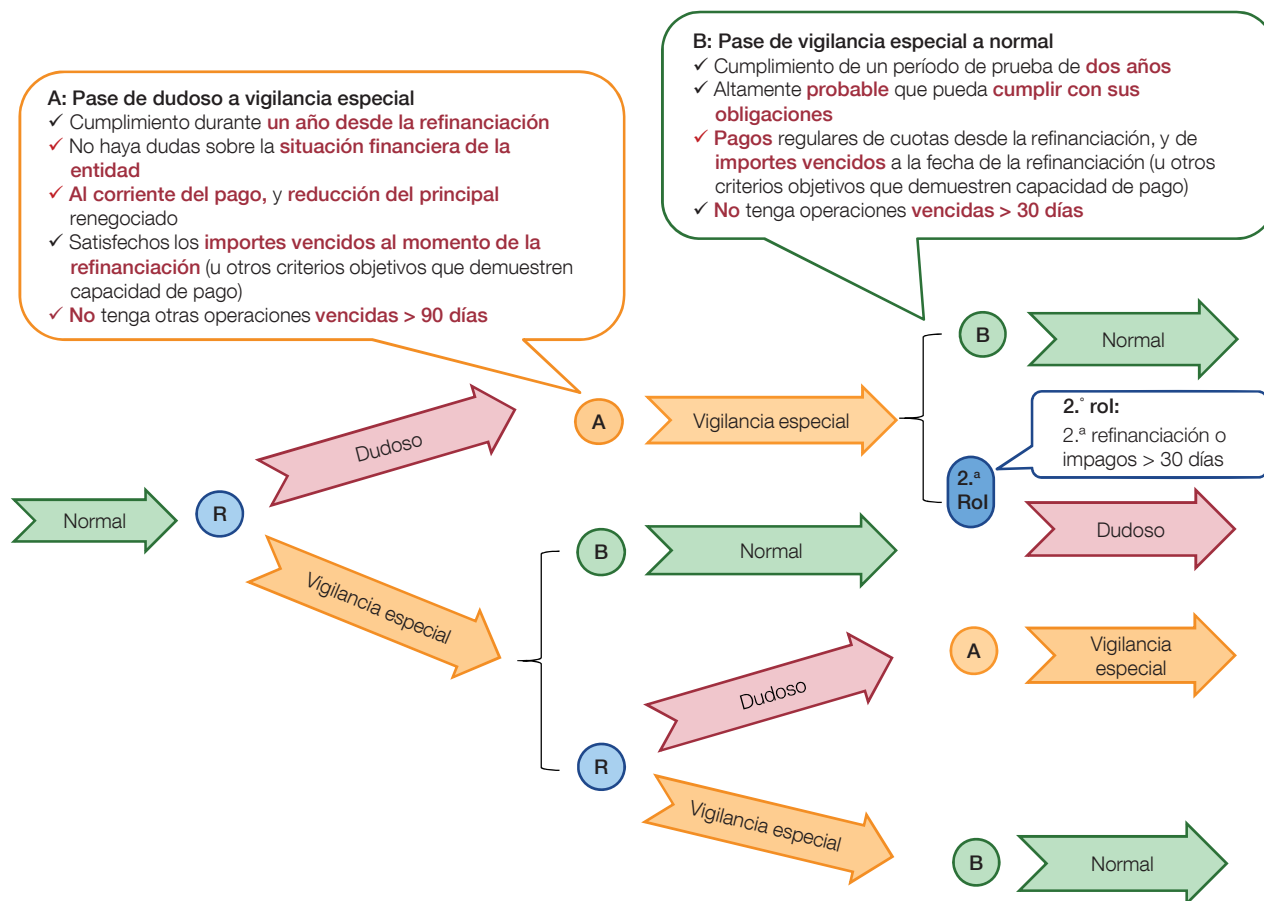 A: Pase de dudoso a vigilancia especial
✓ Cumplimiento durante un año desde la refinanciación
✓ No haya dudas sobre la situación financiera de la
entidad
✓ Al corriente del pago, y reducción del principal
renegociado
✓ Satisfechos los importes vencidos al momento de la
refinanciación (u otros criterios objetivos que demuestren
capacidad de pago)
✓ No tenga otras operaciones vencidas > 90 días
B: Pase de vigilancia especial a normal
✓ Cumplimiento de un período de prueba de dos años
✓ Altamente probable que pueda cumplir con sus
obligaciones
✓ Pagos regulares de cuotas desde la refinanciación, y de
importes vencidos a la fecha de la refinanciación (u otros
criterios objetivos que demuestren capacidad de pago)
✓ No tenga operaciones vencidas > 30 días
Normal
R
Dudoso
Vigilancia especial
A
Vigilancia especial
B
Normal
2.ª
Rol
2.° rol:
2.ª refinanciación o
impagos > 30 días
Dudoso
B
Normal
R
Dudoso
A
Vigilancia
especial
Vigilancia especial
B
Normal